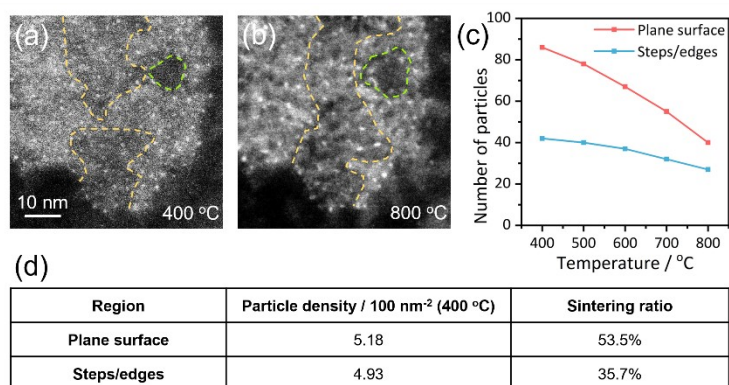 (a)
10 nm
400 °C
(b)
800 °C
(c)
Plane surface
Steps/edges
Number of particles
100
80
60
40
20
0
400 500 600 700 800
Temperature / °C
(d)
Region Particle density / 100 nm⁻² (400 °C) Sintering ratio
Plane surface 5.18 53.5%
Steps/edges 4.93 35.7%